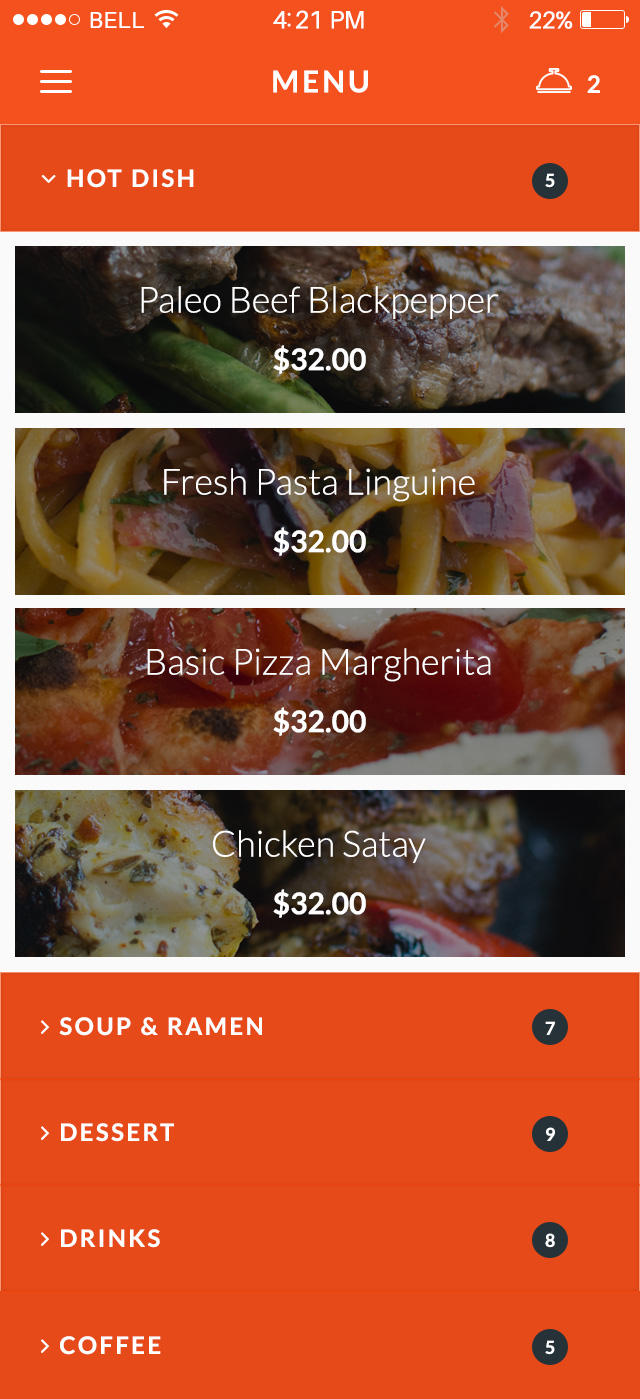 BELL 4:21 PM 22%
MENU 2
HOT DISH 5
Paleo Beef Blackpepper
$32.00
Fresh Pasta Linguine
$32.00
Basic Pizza Margherita
$32.00
Chicken Satay
$32.00
SOUP & RAMEN 7
DESSERT 9
DRINKS 8
COFFEE 5